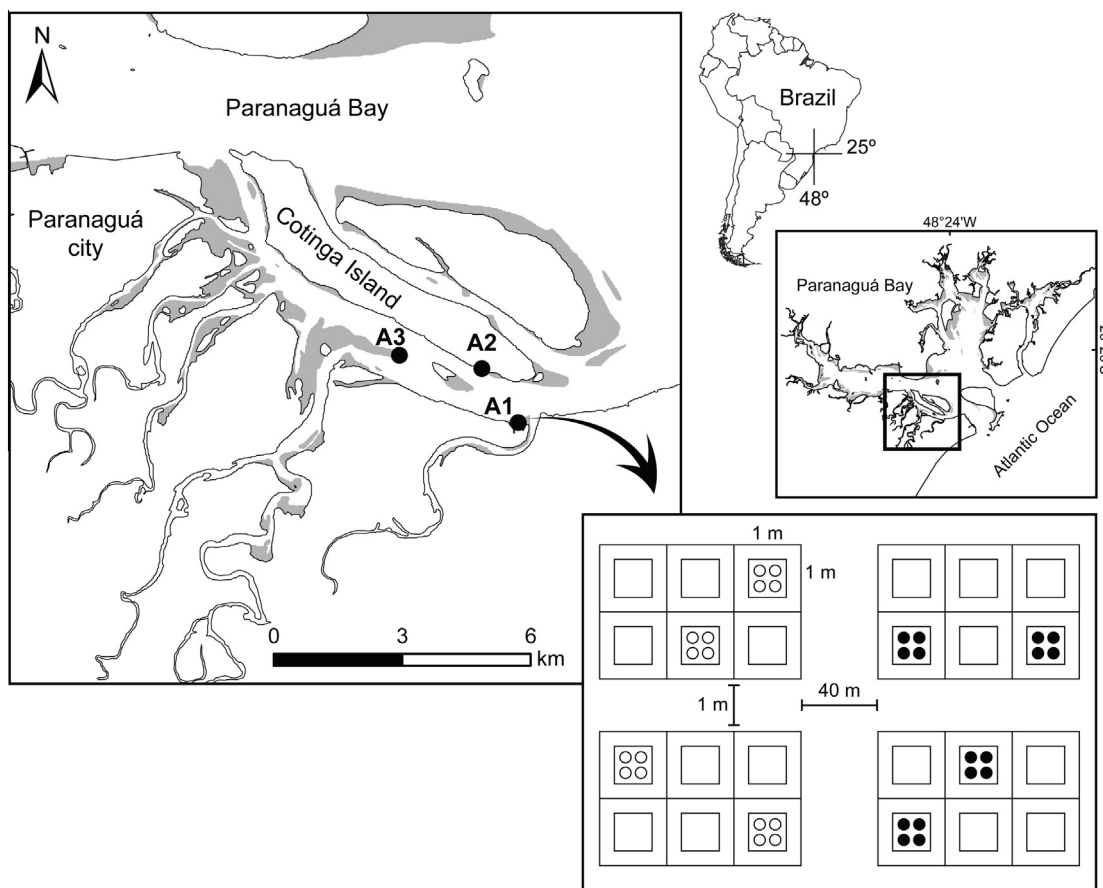 N
Paranaguá Bay
Paranaguá
city
Cotinga Island
A3
A2
A1
0
3
6
km
Brazil
25º
48º
48°24'W
Paranaguá Bay
Atlantic Ocean
1 m
1 m
1 m
40 m